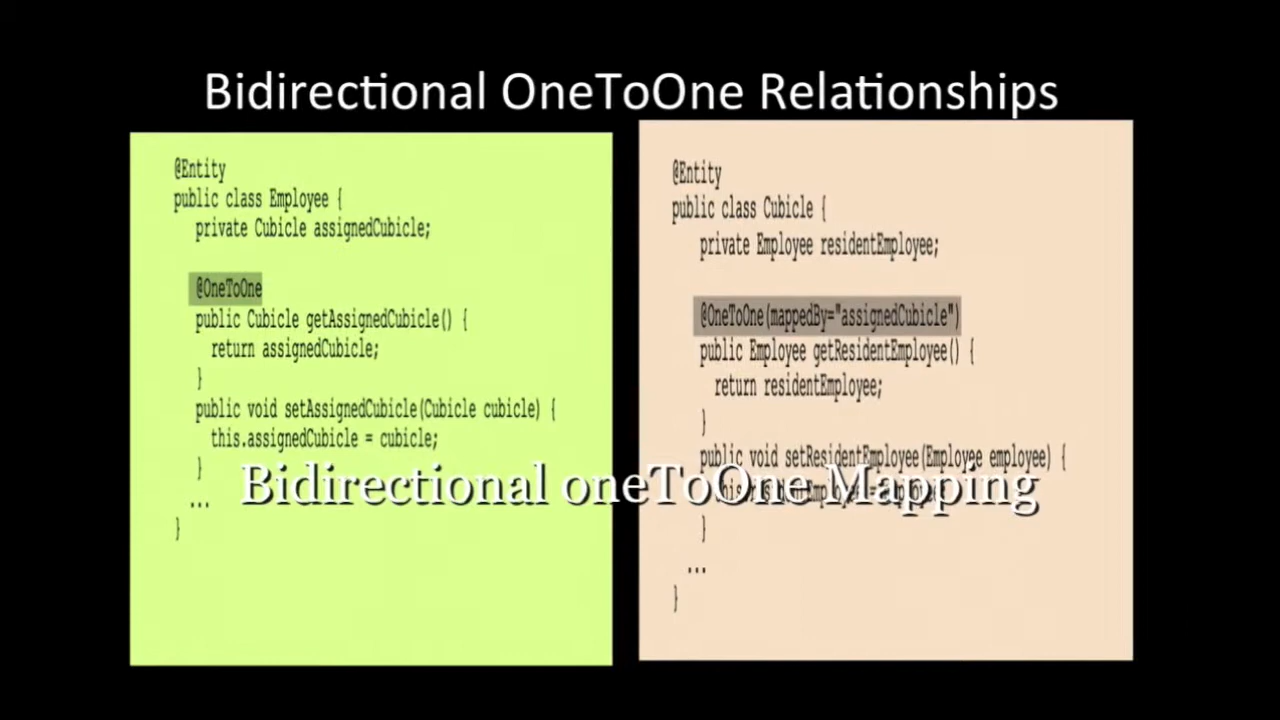 Bidirectional OneToOne Relationships
@Entity
public class Employee {
private Cubicle assignedCubicle;
@OneToOne
public Cubicle getAssignedCubicle() {
return assignedCubicle;
}
public void setAssignedCubicle(Cubicle cubicle) {
this.assignedCubicle = cubicle;
}
...
}
@Entity
public class Cubicle {
private Employee residentEmployee;
@OneToOne(mappedBy="assignedCubicle")
public Employee getResidentEmployee() {
return residentEmployee;
}
public void setResidentEmployee(Employee employee) {
}
...
}
Bidirectional oneToOne Mapping